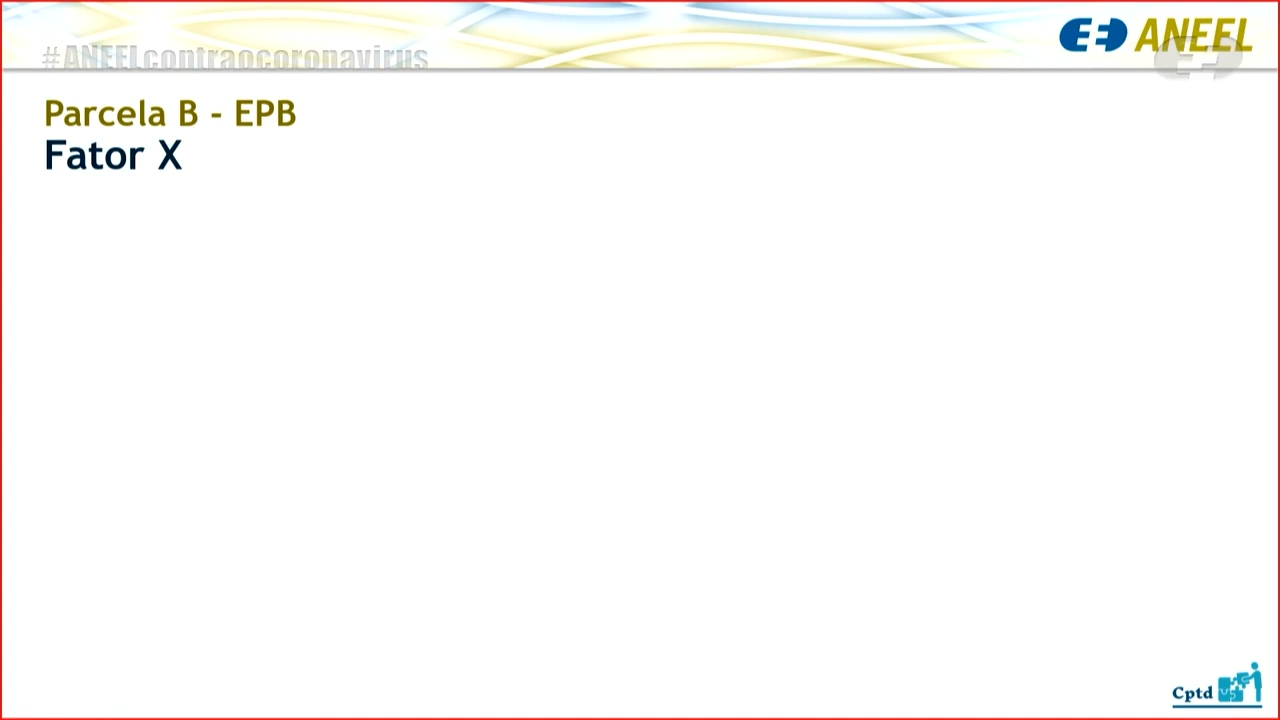 #ANEELcontraocoronavirus
ANEEL
Parcela B - EPB
Fator X
Cptd